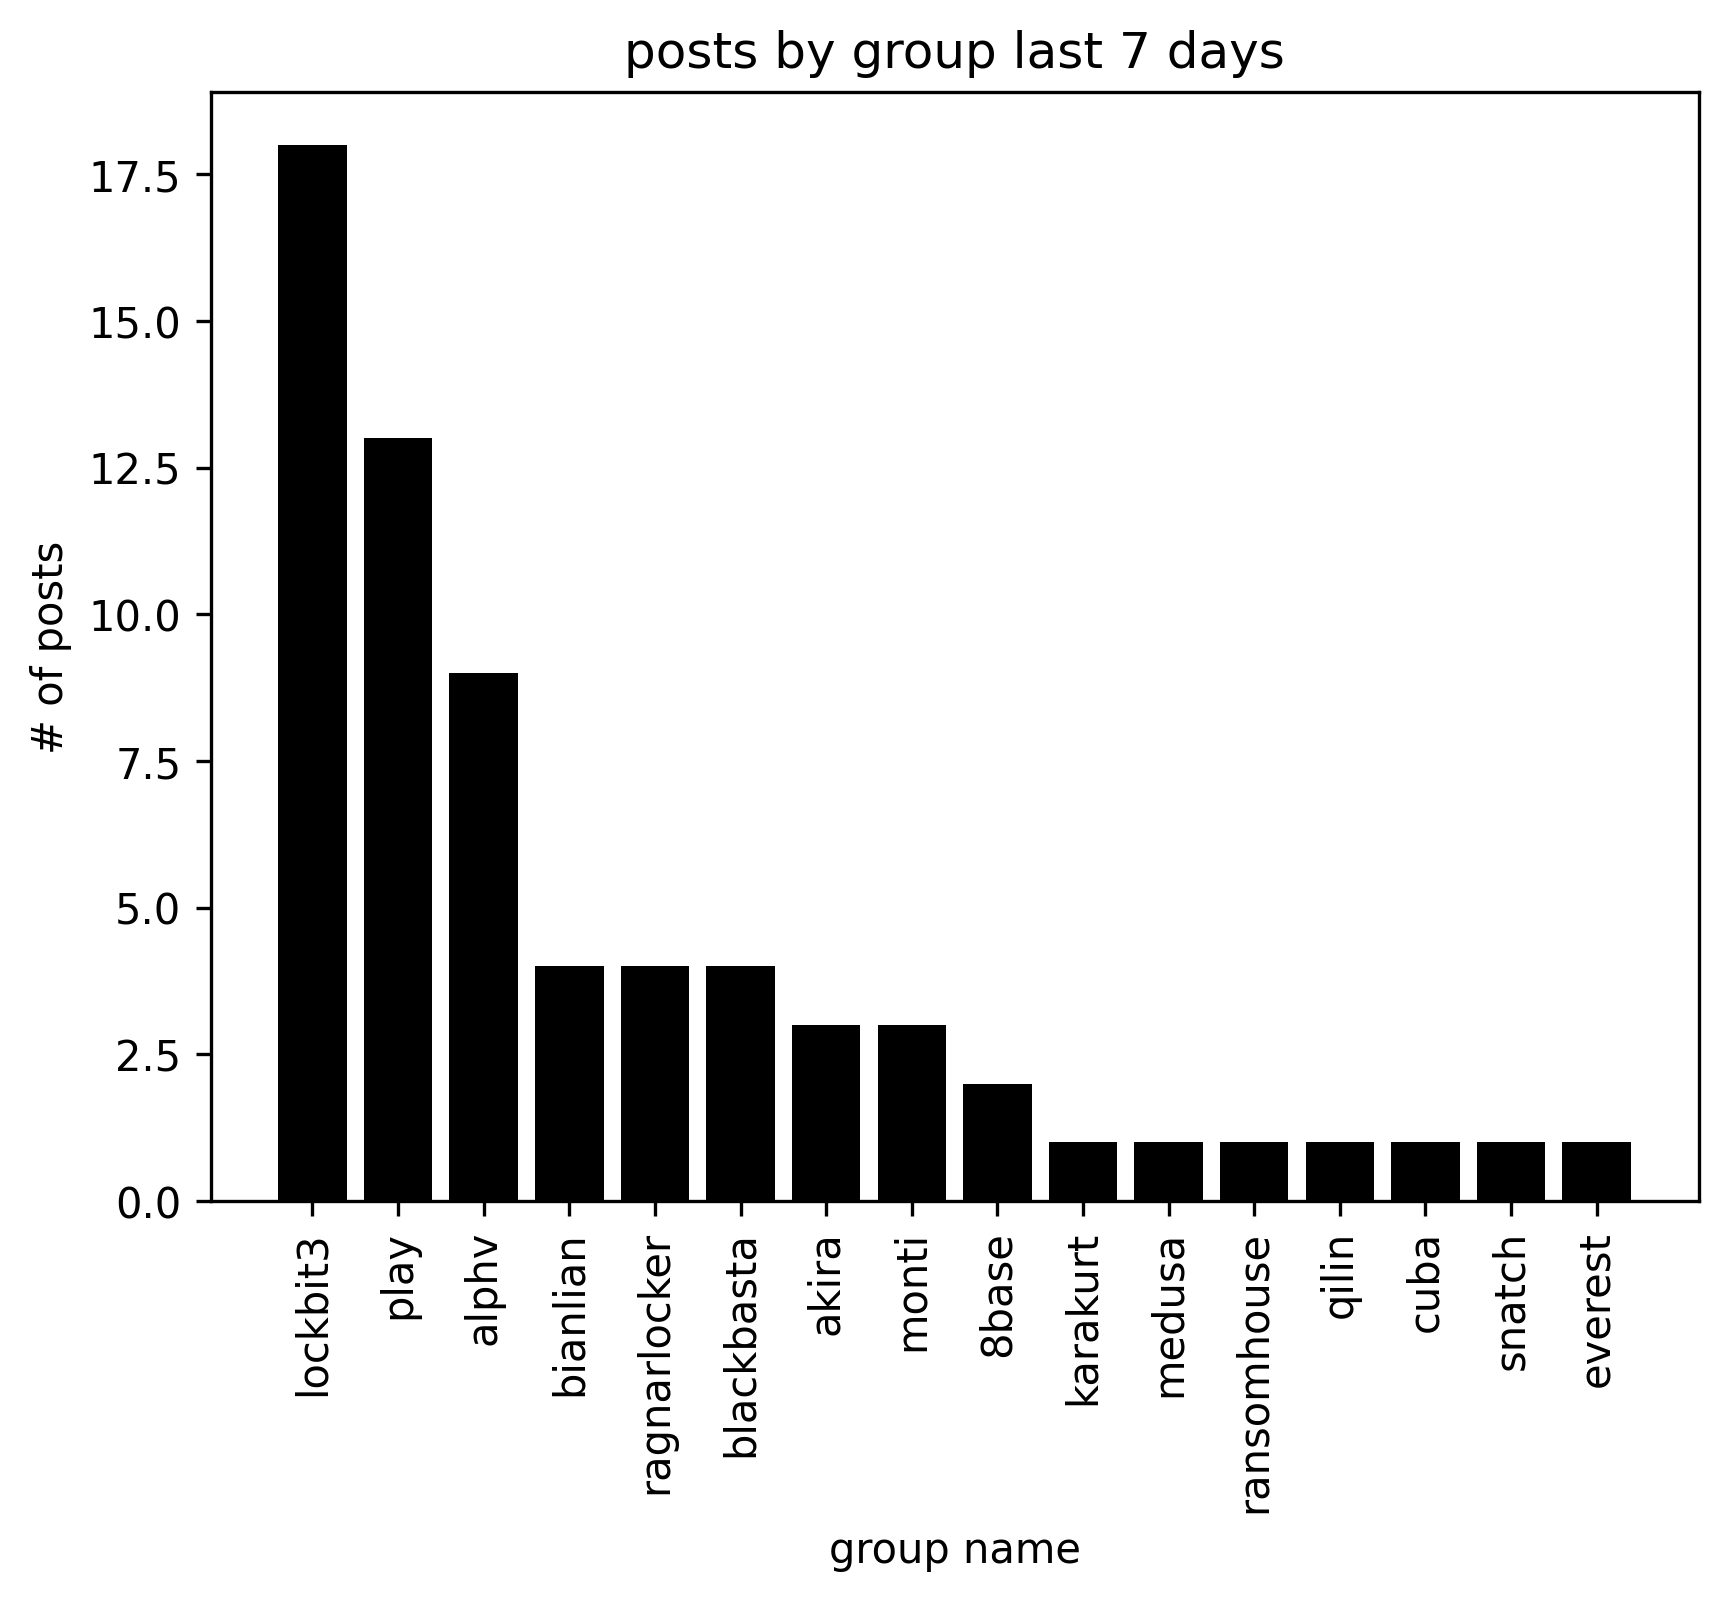 posts by group last 7 days
17.5
15.0
12.5
10.0
7.5
5.0
2.5
0.0
# of posts
lockbit3
play
alphv
bianlian
ragnarlocker
blackbasta
akira
monti
8base
karakurt
medusa
ransomhouse
qilin
cuba
snatch
everest
group name